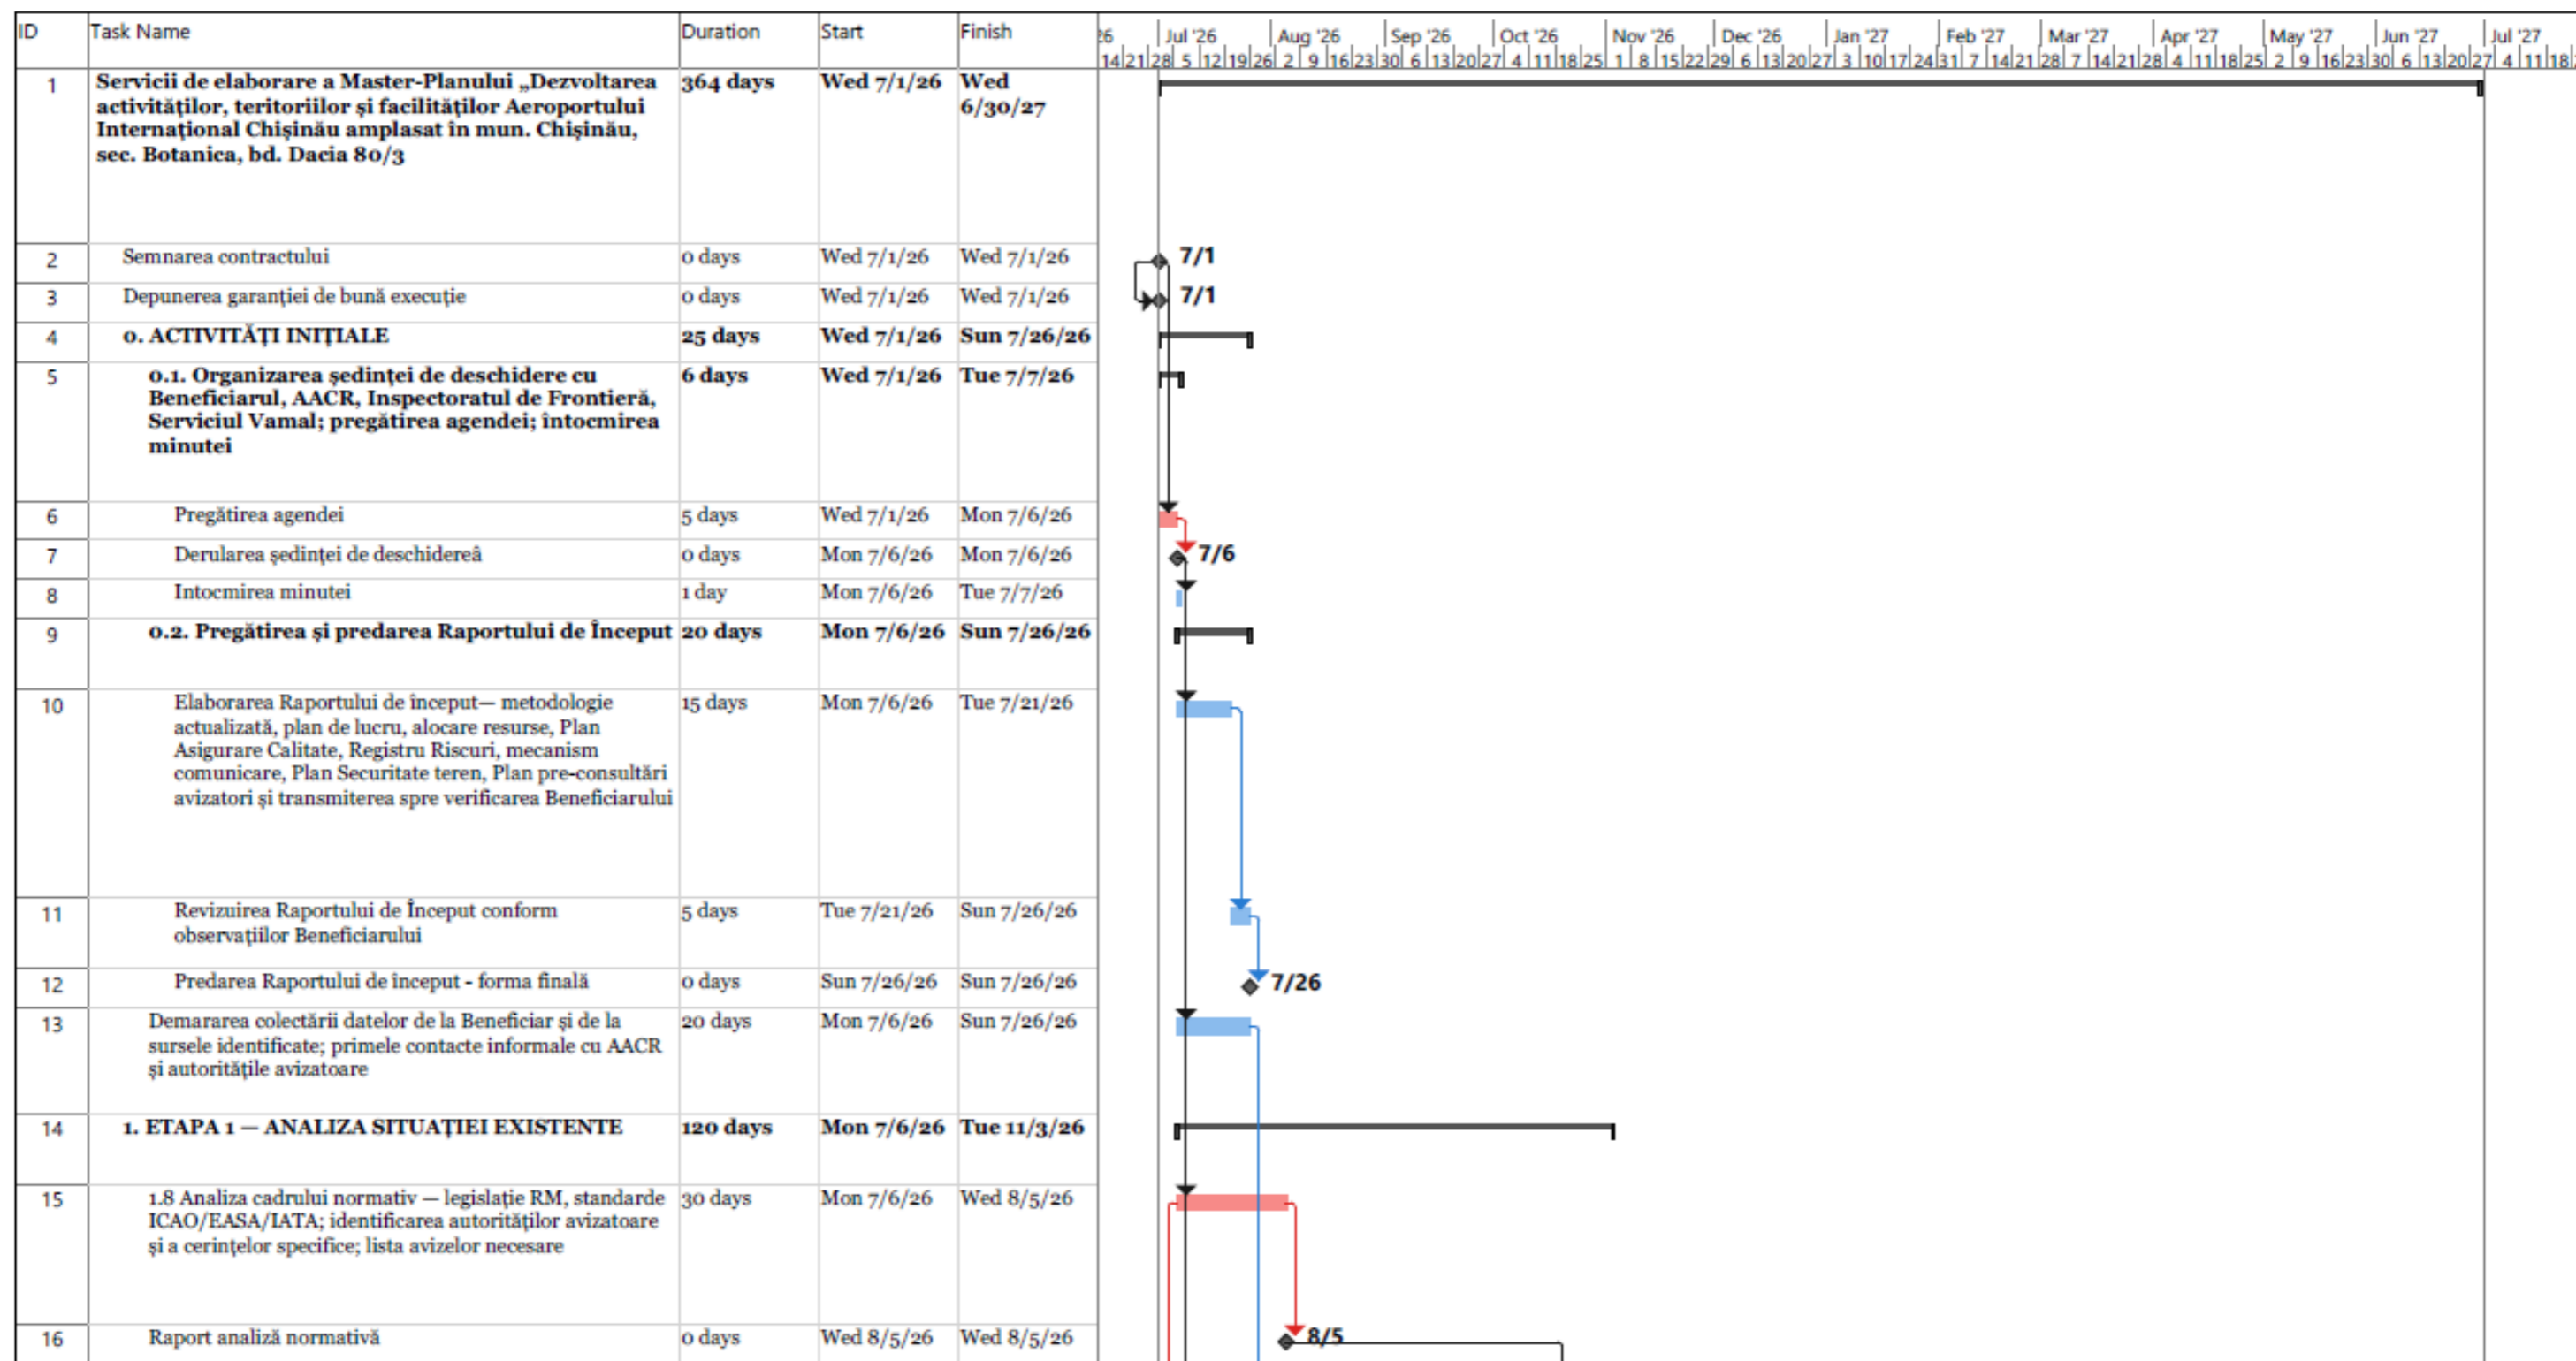 ID Task Name Duration Start Finish 26 Jul '26 Aug '26 Sep '26 Oct '26 Nov '26 Dec '26 Jan '27 Feb '27 Mar '27 Apr '27 May '27 Jun '27 Jul '27
14 21 28 5 12 19 26 2 9 16 23 30 6 13 20 27 4 11 18 25 1 8 15 22 29 6 13 20 27 3 10 17 24 31 7 14 21 28 7 14 21 28 4 11 18 25 2 9 16 23 30 6 13 20 27 4 11 18
1 Servicii de elaborare a Master-Planului „Dezvoltarea 364 days Wed 7/1/26 Wed
activităților, teritoriilor și facilităților Aeroportului 6/30/27
Internațional Chișinău amplasat în mun. Chișinău,
sec. Botanica, bd. Dacia 80/3
2 Semnarea contractului 0 days Wed 7/1/26 Wed 7/1/26 7/1
3 Depunerea garanției de bună execuție 0 days Wed 7/1/26 Wed 7/1/26 7/1
4 0. ACTIVITĂȚI INIȚIALE 25 days Wed 7/1/26 Sun 7/26/26
5 0.1. Organizarea ședinței de deschidere cu 6 days Wed 7/1/26 Tue 7/7/26
Beneficiarul, AACR, Inspectoratul de Frontieră,
Serviciul Vamal; pregătirea agendei; întocmirea
minutei
6 Pregătirea agendei 5 days Wed 7/1/26 Mon 7/6/26
7 Derularea ședinței de deschidereâ 0 days Mon 7/6/26 Mon 7/6/26 7/6
8 Intocmirea minutei 1 day Mon 7/6/26 Tue 7/7/26
9 0.2. Pregătirea și predarea Raportului de Început 20 days Mon 7/6/26 Sun 7/26/26
10 Elaborarea Raportului de început— metodologie 15 days Mon 7/6/26 Tue 7/21/26
actualizată, plan de lucru, alocare resurse, Plan
Asigurare Calitate, Registru Riscuri, mecanism
comunicare, Plan Securitate teren, Plan pre-consultări
avizatori și transmiterea spre verificarea Beneficiarului
11 Revizuirea Raportului de Început conform 5 days Tue 7/21/26 Sun 7/26/26
observațiilor Beneficiarului
12 Predarea Raportului de început - forma finală 0 days Sun 7/26/26 Sun 7/26/26 7/26
13 Demararea colectării datelor de la Beneficiar și de la 20 days Mon 7/6/26 Sun 7/26/26
sursele identificate; primele contacte informale cu AACR
și autoritățile avizatoare
14 1. ETAPA 1 — ANALIZA SITUAȚIEI EXISTENTE 120 days Mon 7/6/26 Tue 11/3/26
15 1.8 Analiza cadrului normativ — legislație RM, standarde 30 days Mon 7/6/26 Wed 8/5/26
ICAO/EASA/IATA; identificarea autorităților avizatoare
și a cerințelor specifice; lista avizelor necesare
16 Raport analiză normativă 0 days Wed 8/5/26 Wed 8/5/26 8/5